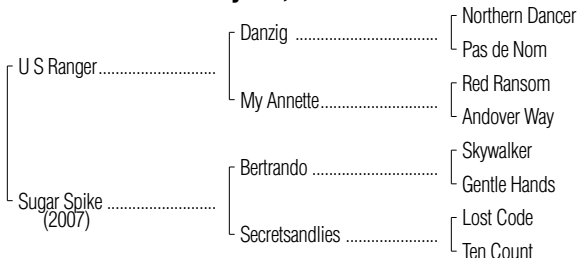 Northern Dancer
Danzig ....................................
Pas de Nom
U S Ranger.............................
Red Ransom
My Annette.............................
Andover Way
Skywalker
Bertrando ...............................
Gentle Hands
Sugar Spike ...........................
(2007)
Lost Code
Secretsandlies .......................
Ten Count